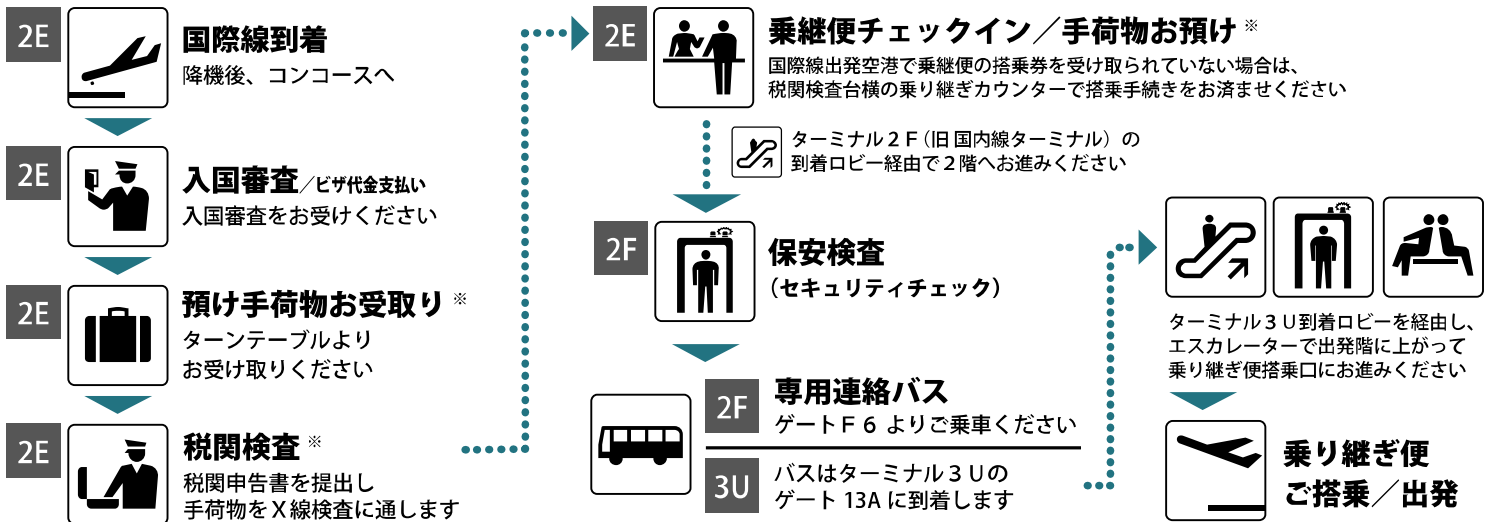 2E
国際線到着
降機後、コンコースへ
2E
入国審査／ビザ代金支払い
入国審査をお受けください
2E
預け手荷物お受取り※
ターンテーブルより
お受け取りください
2E
税関検査※
税関申告書を提出し
手荷物をX線検査に通します
2E
乗継便チェックイン／手荷物お預け※
国際線出発空港で乗継便の搭乗券を受け取られていない場合は、
税関検査台横の乗り継ぎカウンターで搭乗手続きをお済ませください
ターミナル２Ｆ（旧 国内線ターミナル）の
到着ロビー経由で２階へお進みください
2F
保安検査
（セキュリティチェック）
2F
専用連絡バス
ゲートＦ６ よりご乗車ください
3U
バスはターミナル３Ｕの
ゲート 13A に到着します
ターミナル３Ｕ到着ロビーを経由し、
エスカレーターで出発階に上がって
乗り継ぎ便搭乗口にお進みください
乗り継ぎ便
ご搭乗／出発